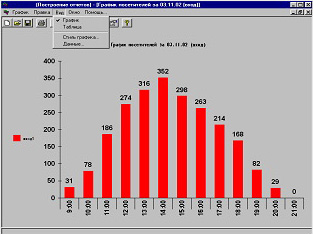 [Построение отчетов] - [График посетителей за 03.11.02 (вход)]
График Правка Вид Окно Помощь...
График
Таблица
Стиль графика...
Данные...
График посетителей за 03.11.02 (вход)
400
350
300
250
200
150
100
50
0
31 78 186 274 316 352 298 263 214 168 82 29 0
9:00 10:00 11:00 12:00 13:00 14:00 15:00 16:00 17:00 18:00 19:00 20:00 21:00